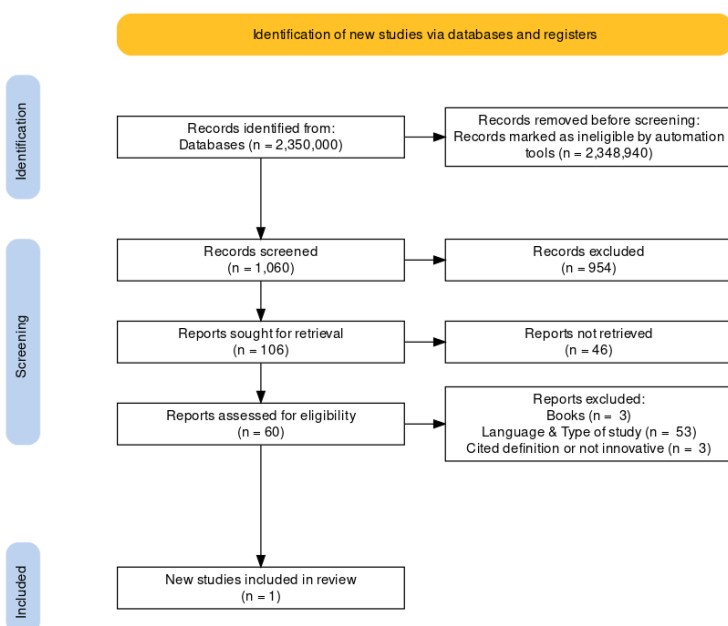 Identification of new studies via databases and registers
Identification
Records identified from:
Databases (n = 2,350,000)
Records removed before screening:
Records marked as ineligible by automation
tools (n = 2,348,940)
Screening
Records screened
(n = 1,060)
Records excluded
(n = 954)
Reports sought for retrieval
(n = 106)
Reports not retrieved
(n = 46)
Reports assessed for eligibility
(n = 60)
Reports excluded:
Books (n =  3)
Language & Type of study (n =  53)
Cited definition or not innovative (n =  3)
Included
New studies included in review
(n = 1)